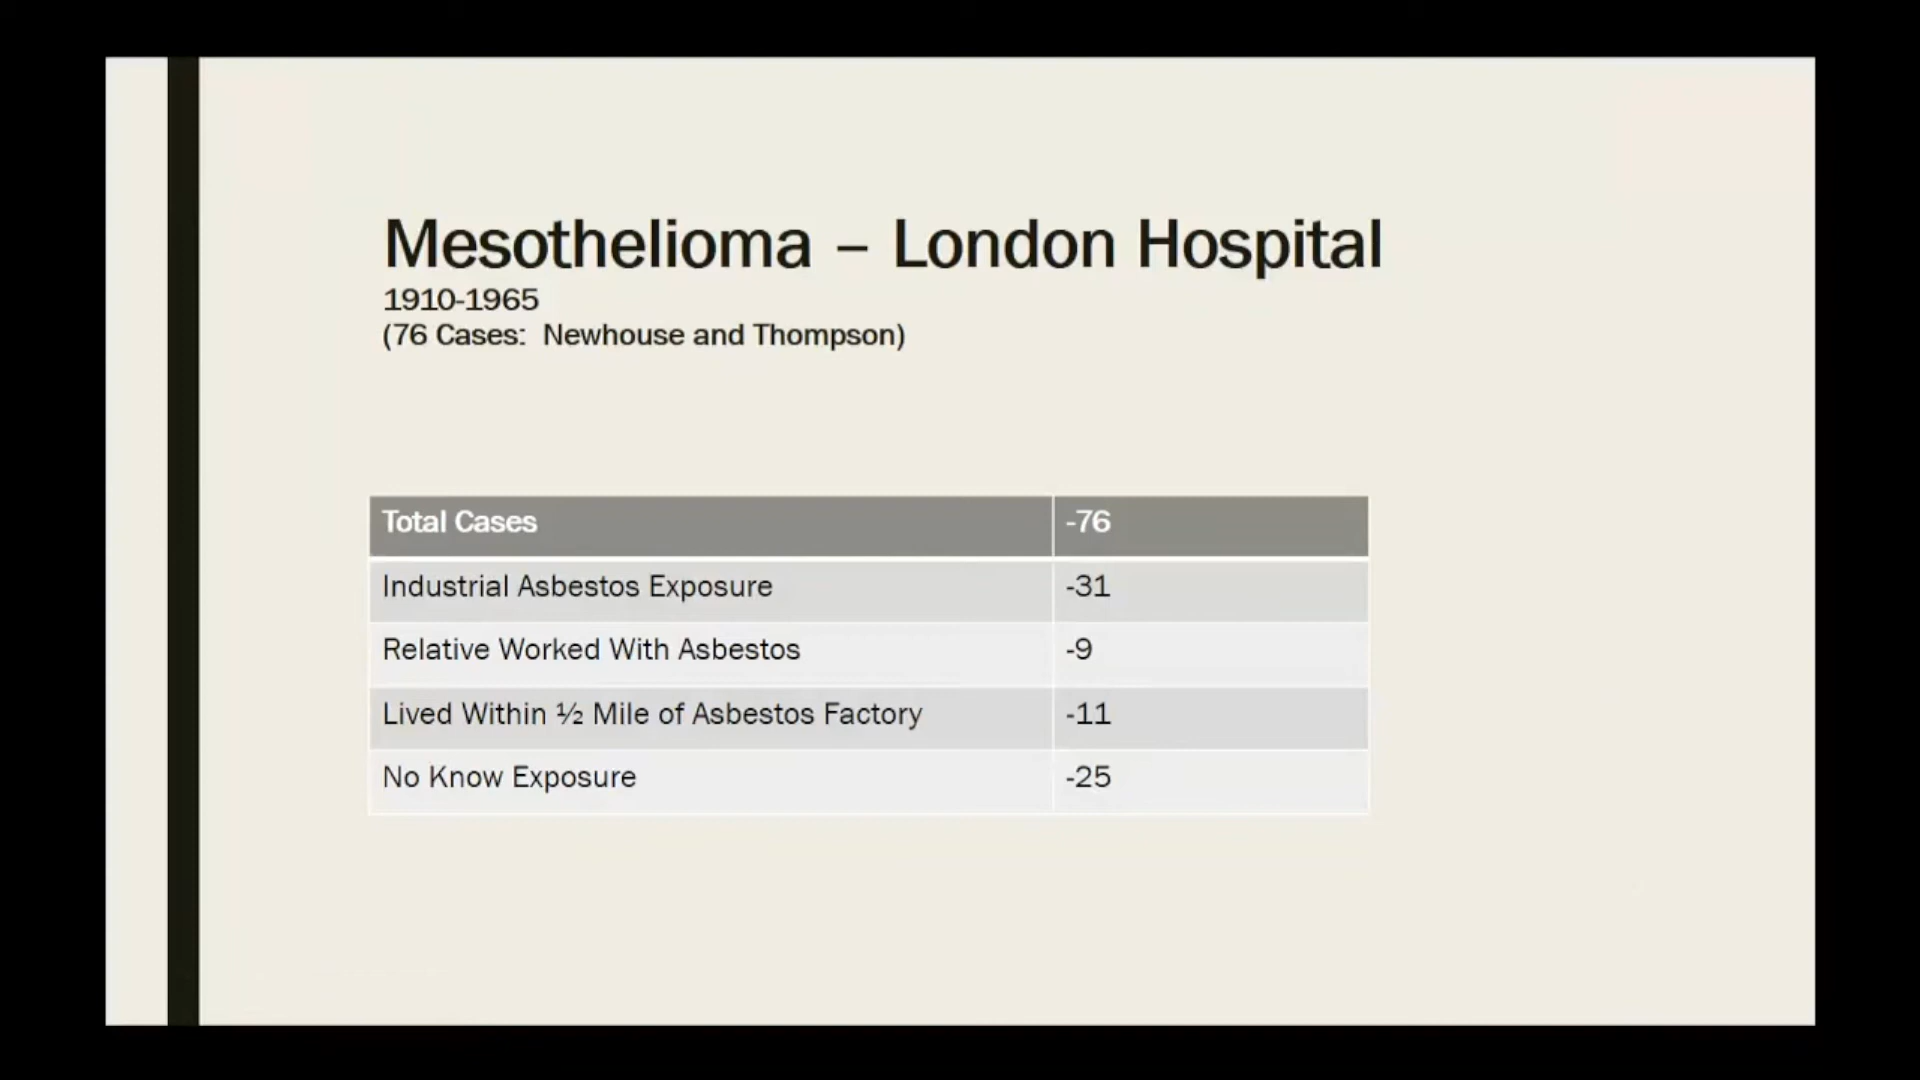 Mesothelioma – London Hospital
1910-1965
(76 Cases:  Newhouse and Thompson)
Total Cases -76
Industrial Asbestos Exposure -31
Relative Worked With Asbestos -9
Lived Within ½ Mile of Asbestos Factory -11
No Know Exposure -25